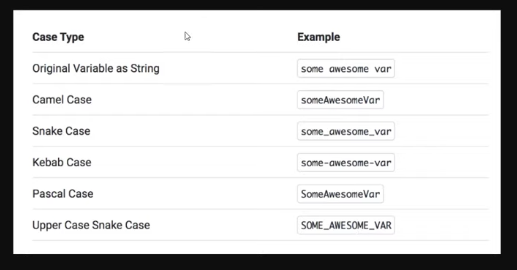 Case Type Example
Original Variable as String some awesome var
Camel Case someAwesomeVar
Snake Case some_awesome_var
Kebab Case some-awesome-var
Pascal Case SomeAwesomeVar
Upper Case Snake Case SOME_AWESOME_VAR